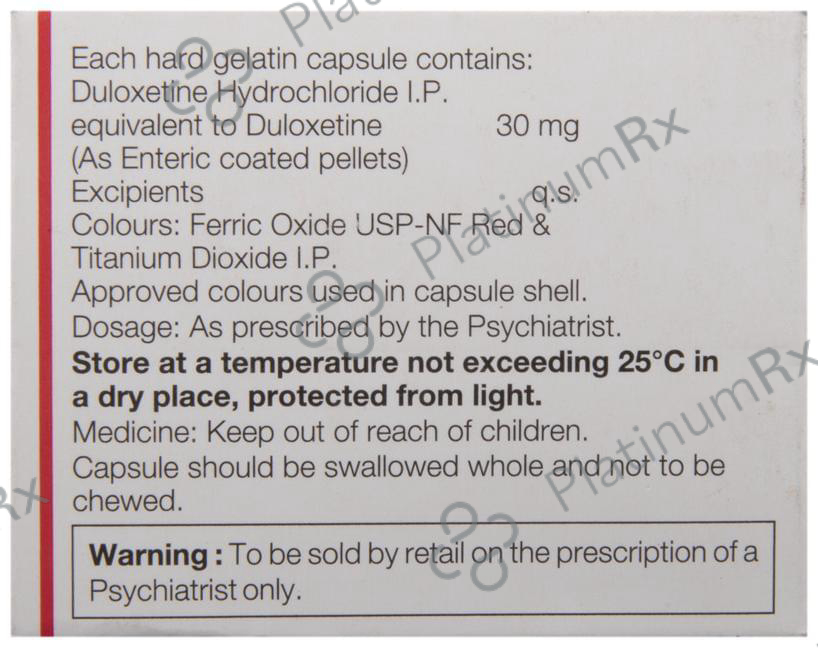 Each hard gelatin capsule contains:
Duloxetine Hydrochloride I.P.
equivalent to Duloxetine 30 mg
(As Enteric coated pellets)
Excipients q.s.
Colours: Ferric Oxide USP-NF Red &
Titanium Dioxide I.P.
Approved colours used in capsule shell.
Dosage: As prescribed by the Psychiatrist.
Store at a temperature not exceeding 25°C in
a dry place, protected from light.
Medicine: Keep out of reach of children.
Capsule should be swallowed whole and not to be
chewed.
Warning : To be sold by retail on the prescription of a
Psychiatrist only.
PlatinumRx
PlatinumRx